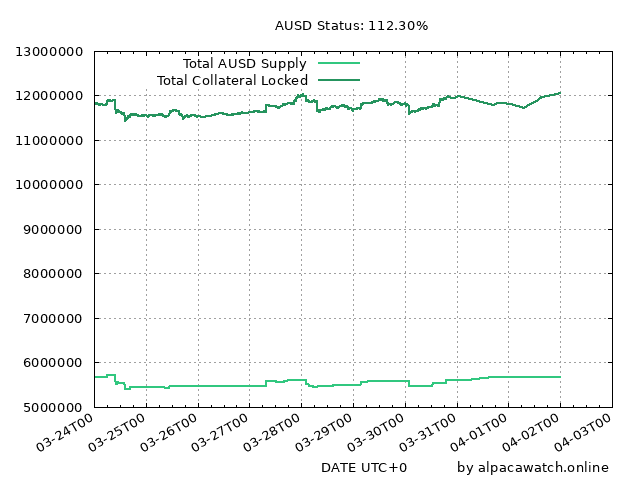 AUSD Status: 112.30%
13000000
12000000
11000000
10000000
9000000
8000000
7000000
6000000
5000000
Total AUSD Supply
Total Collateral Locked
03-24T00
03-25T00
03-26T00
03-27T00
03-28T00
03-29T00
03-30T00
03-31T00
04-01T00
04-02T00
04-03T00
DATE UTC+0
by alpacawatch.online